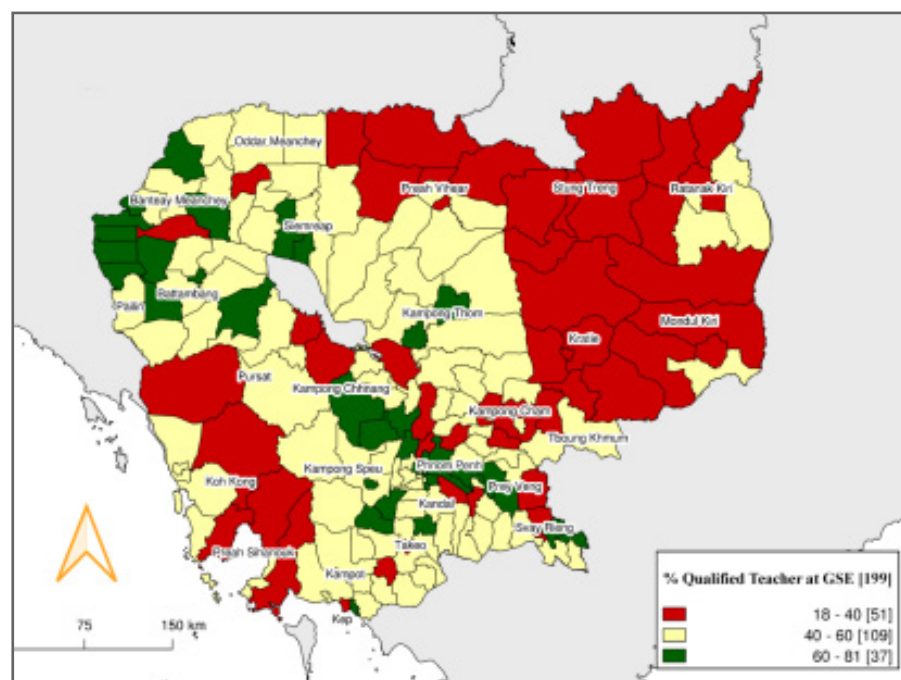 Oddar Meanchey
Banteay Meanchey
Preah Vihear
Stung Treng
Ratanak Kiri
Siemreap
Battambang
Pailin
Kampong Thom
Mondul Kiri
Kratie
Pursat
Kampong Chhnang
Kampong Cham
Tboung Khmum
Kampong Speu
Phnom Penh
Koh Kong
Prey Veng
Kandal
Svay Rieng
Takeo
Preah Sihanouk
Kampot
Kep
75 150 km
% Qualified Teacher at GSE [199]
18 - 40 [51]
40 - 60 [109]
60 - 81 [37]